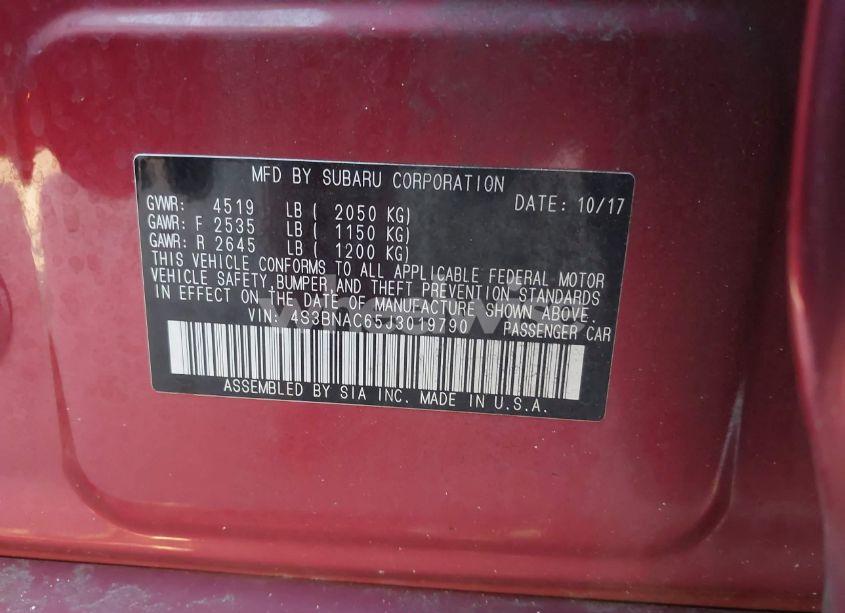 MFD BY SUBARU CORPORATION
GVWR: 4519 LB ( 2050 KG) DATE: 10/17
GAWR: F 2535 LB ( 1150 KG)
GAWR: R 2645 LB ( 1200 KG)
THIS VEHICLE CONFORMS TO ALL APPLICABLE FEDERAL MOTOR
VEHICLE SAFETY, BUMPER AND THEFT PREVENTION STANDARDS
IN EFFECT ON THE DATE OF MANUFACTURE SHOWN ABOVE.
VIN: 4S3BNAC65J3019790 PASSENGER CAR
ASSEMBLED BY SIA INC. MADE IN U.S.A.